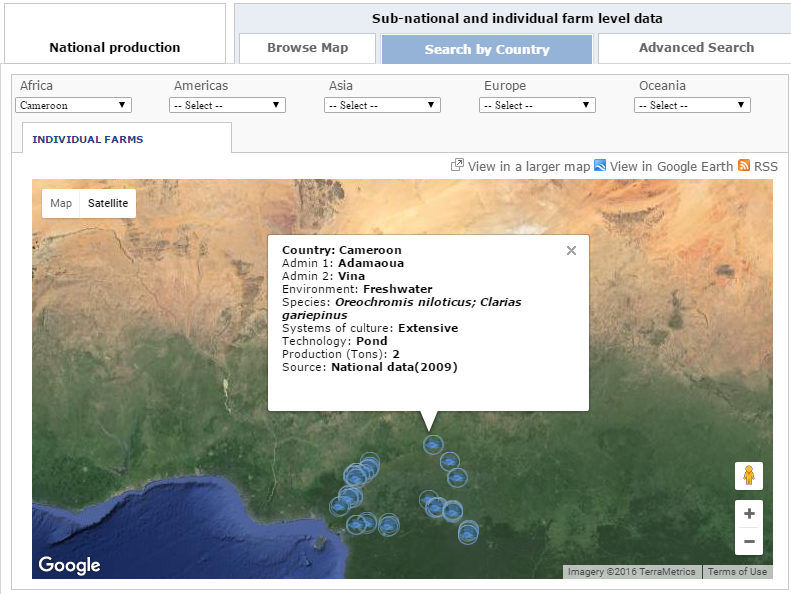 Sub-national and individual farm level data
National production
Browse Map
Search by Country
Advanced Search
Africa
Americas
Asia
Europe
Oceania
Cameroon
-- Select --
-- Select --
-- Select --
-- Select --
INDIVIDUAL FARMS
View in a larger map View in Google Earth RSS
Map Satellite
Country: Cameroon
Admin 1: Adamaoua
Admin 2: Vina
Environment: Freshwater
Species: Oreochromis niloticus; Clarias
gariepinus
Systems of culture: Extensive
Technology: Pond
Production (Tons): 2
Source: National data(2009)
Google
Imagery ©2016 TerraMetrics
Terms of Use